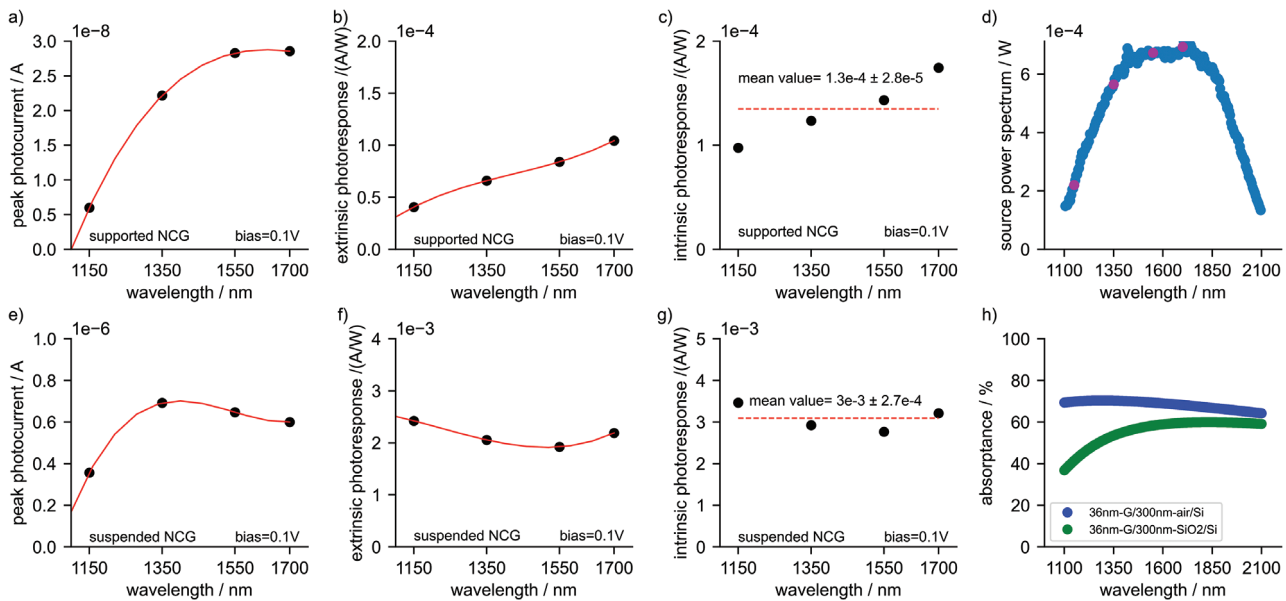 a)
1e−8
peak photocurrent / A
3.0
2.5
2.0
1.5
1.0
0.5
0.0
supported NCG
bias=0.1V
1150
1350
1550
1700
wavelength / nm
b)
1e−4
extrinsic photoresponse /(A/W)
2.0
1.5
1.0
0.5
0.0
supported NCG
bias=0.1V
1150
1350
1550
1700
wavelength / nm
c)
1e−4
intrinsic photoresponse /(A/W)
2
1
0
mean value= 1.3e-4 ± 2.8e-5
supported NCG
bias=0.1V
1150
1350
1550
1700
wavelength / nm
d)
1e−4
source power spectrum / W
6
4
2
0
1100
1350
1600
1850
2100
wavelength / nm
e)
1e−6
peak photocurrent / A
1.0
0.8
0.6
0.4
0.2
0.0
suspended NCG
bias=0.1V
1150
1350
1550
1700
wavelength / nm
f)
1e−3
extrinsic photoresponse /(A/W)
4
3
2
1
0
suspended NCG
bias=0.1V
1150
1350
1550
1700
wavelength / nm
g)
1e−3
intrinsic photoresponse /(A/W)
5
4
3
2
1
0
mean value= 3e-3 ± 2.7e-4
suspended NCG
bias=0.1V
1150
1350
1550
1700
wavelength / nm
h)
absorptance / %
100
80
60
40
20
0
36nm-G/300nm-air/Si
36nm-G/300nm-SiO2/Si
1100
1350
1600
1850
2100
wavelength / nm